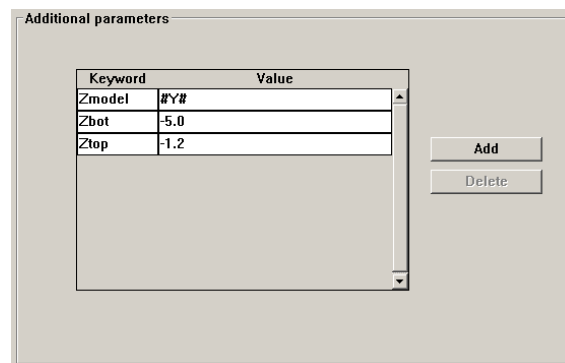 Additional parameters
Keyword Value
Zmodel #Y#
Zbot -5.0
Ztop -1.2
Add
Delete